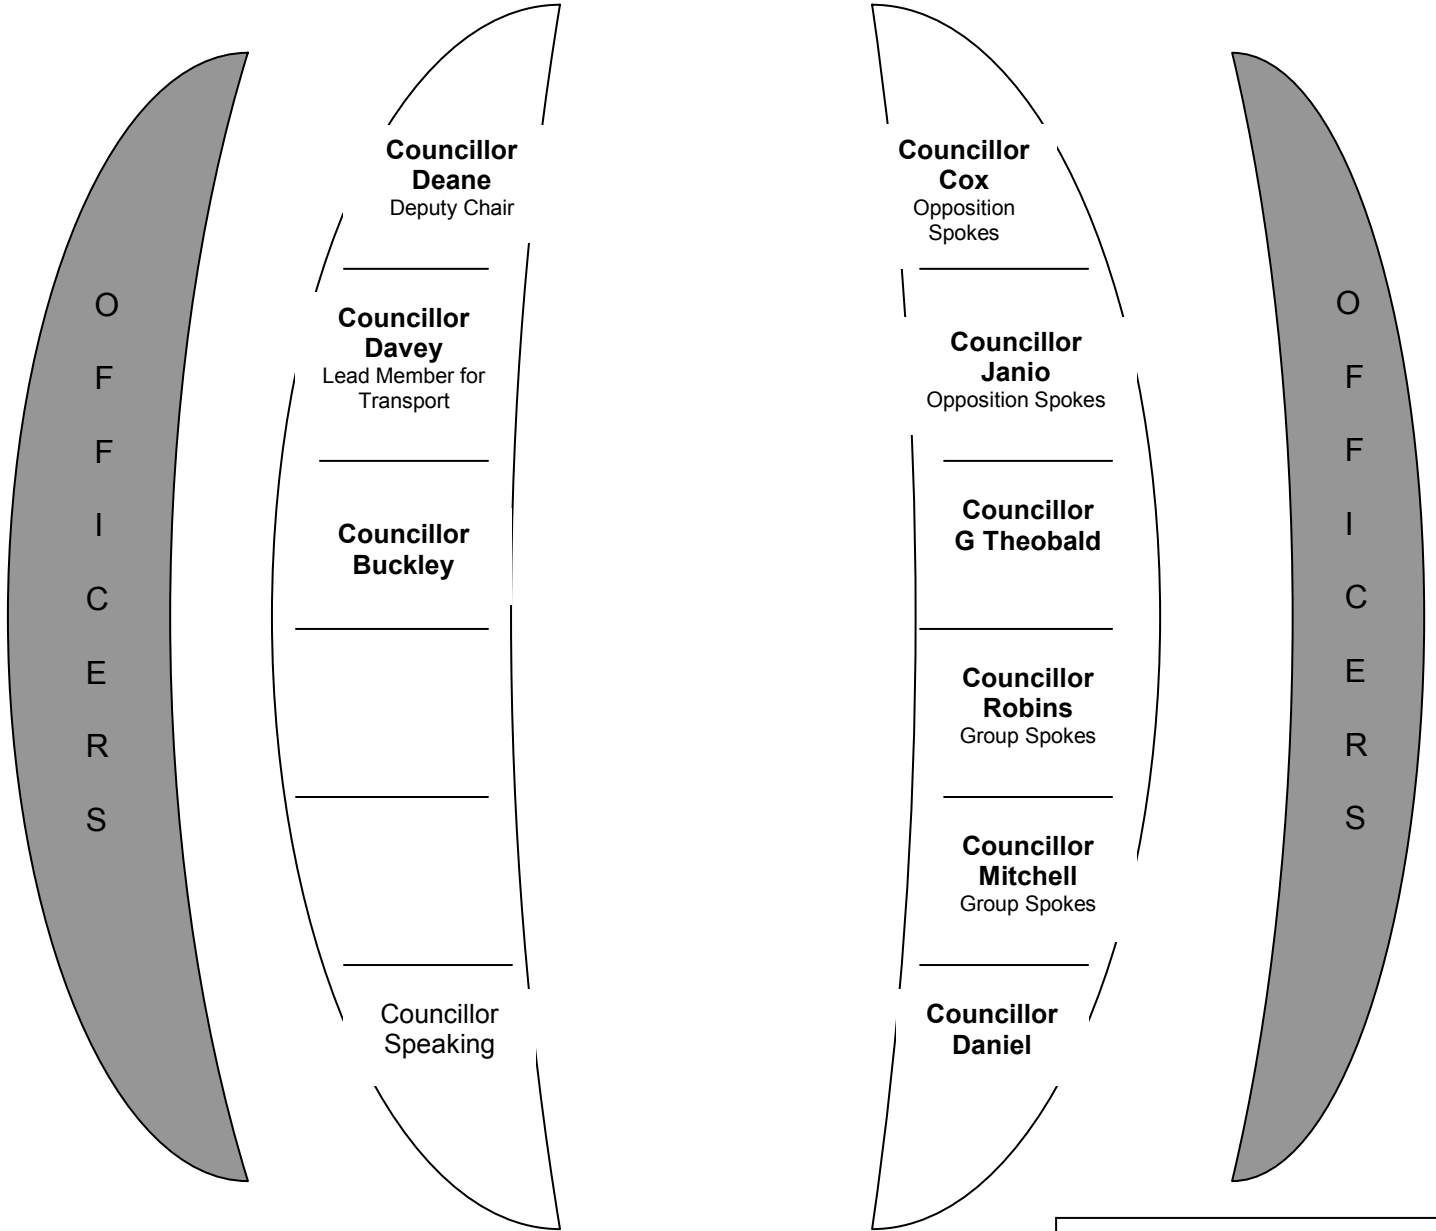 O
F
F
I
C
E
R
S
Councillor
Deane
Deputy Chair
Councillor
Davey
Lead Member for
Transport
Councillor
Buckley
Councillor
Speaking
Councillor
Cox
Opposition
Spokes
Councillor
Janio
Opposition Spokes
Councillor
G Theobald
Councillor
Robins
Group Spokes
Councillor
Mitchell
Group Spokes
Councillor
Daniel
O
F
F
I
C
E
R
S